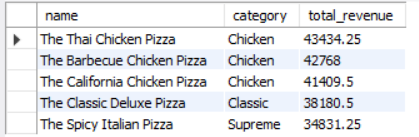 name category total_revenue
The Thai Chicken Pizza Chicken 43434.25
The Barbecue Chicken Pizza Chicken 42768
The California Chicken Pizza Chicken 41409.5
The Classic Deluxe Pizza Classic 38180.5
The Spicy Italian Pizza Supreme 34831.25